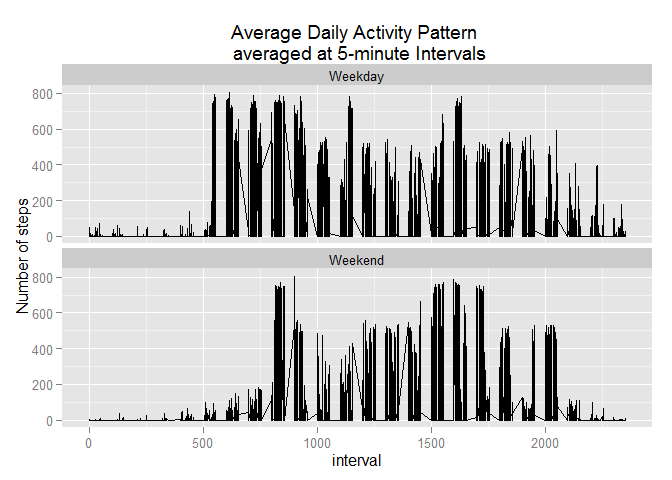 Average Daily Activity Pattern
averaged at 5-minute Intervals
Weekday
800
600
400
200
0
Number of steps
Weekend
800
600
400
200
0
0 500 1000 1500 2000
interval